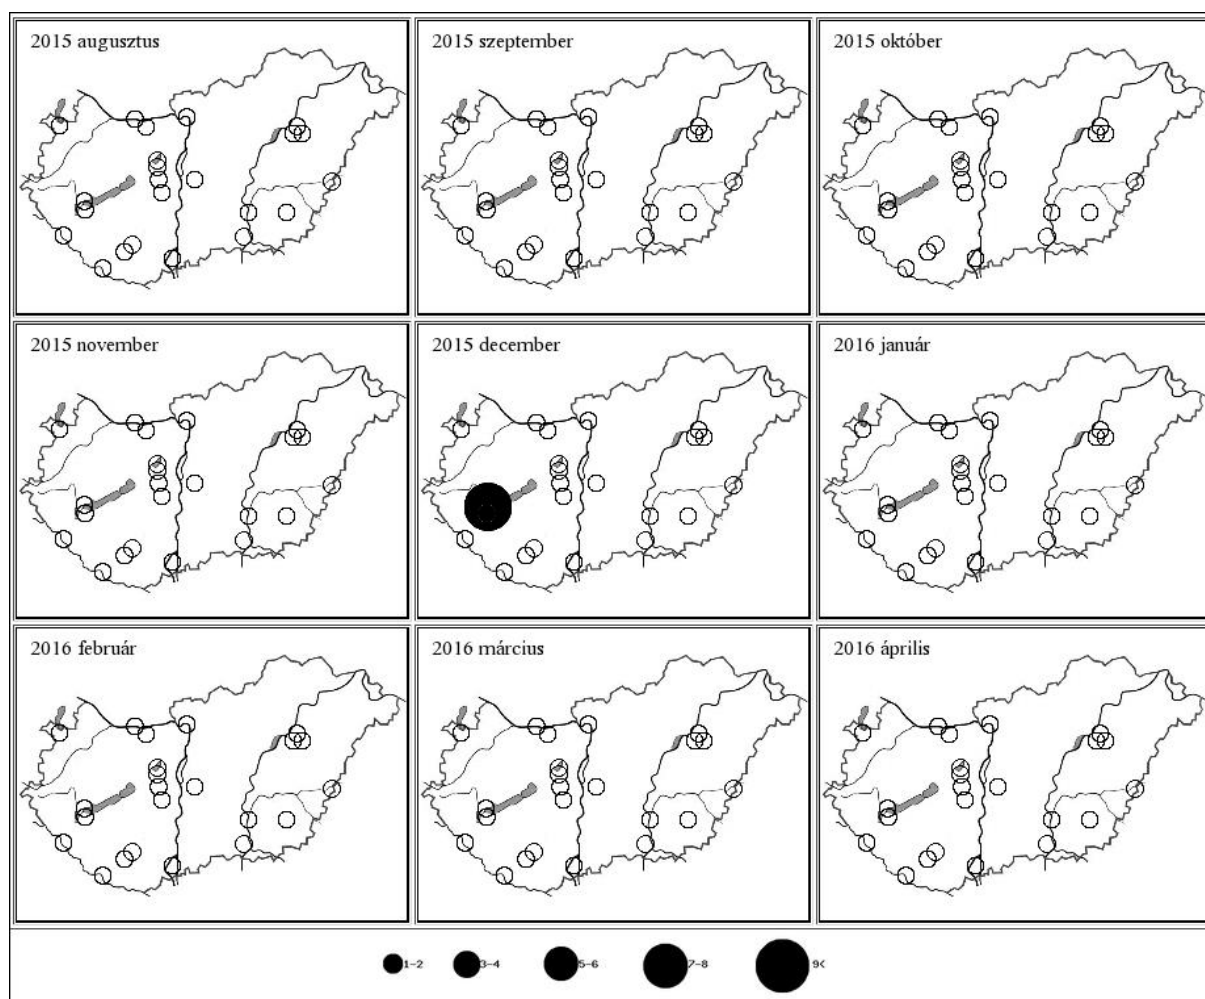 2015 augusztus
2015 szeptember
2015 október
2015 november
2015 december
2016 január
2016 február
2016 március
2016 április
1-2 3-4 5-6 7-8 9<